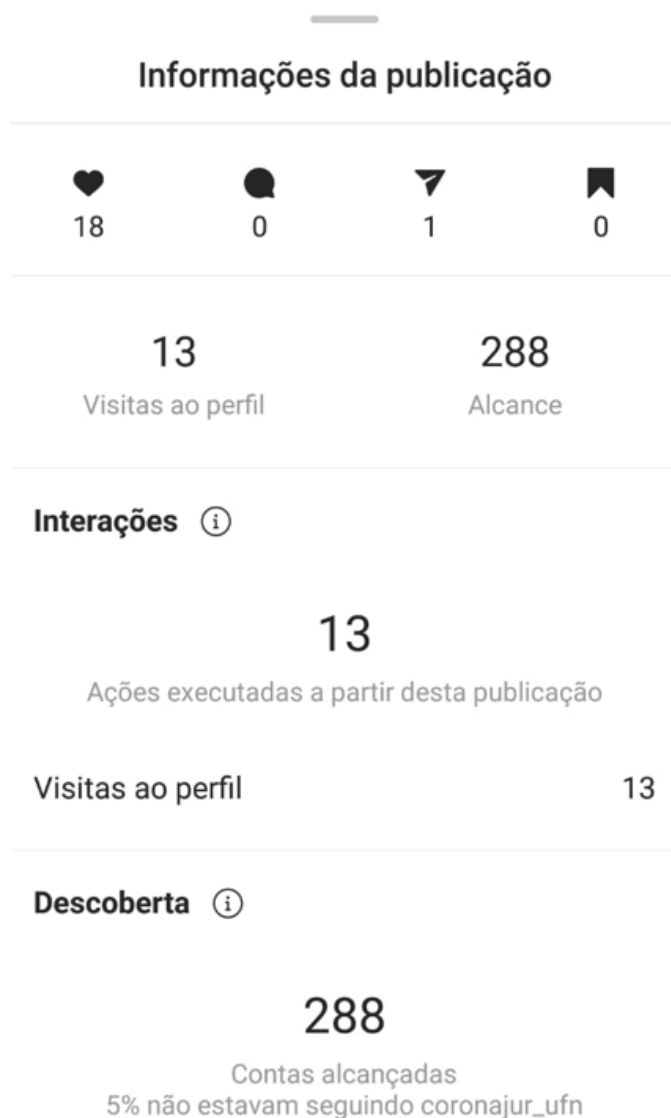 Informações da publicação
18 0 1 0
13 288
Visitas ao perfil Alcance
Interações
13
Ações executadas a partir desta publicação
Visitas ao perfil 13
Descoberta
288
Contas alcançadas
5% não estavam seguindo coronajur_ufn